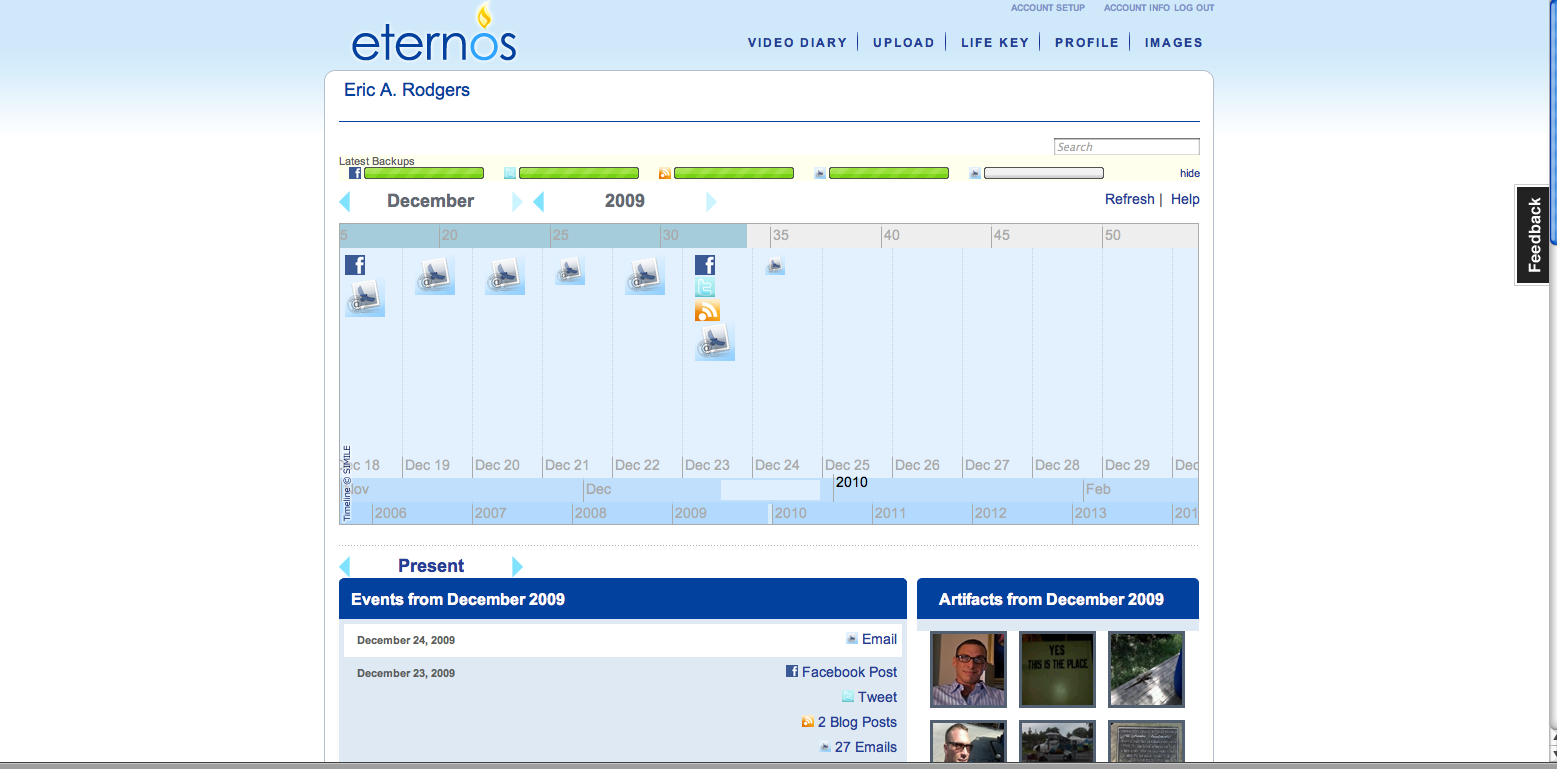 ACCOUNT SETUP ACCOUNT INFO LOG OUT
eternos
VIDEO DIARY UPLOAD LIFE KEY PROFILE IMAGES
Eric A. Rodgers
Search
Latest Backups
hide
December 2009
Refresh | Help
Feedback
5 20 25 30 35 40 45 50
Dec 18 Dec 19 Dec 20 Dec 21 Dec 22 Dec 23 Dec 24 Dec 25 Dec 26 Dec 27 Dec 28 Dec 29 Dec
Nov Dec 2010 Feb
2006 2007 2008 2009 2010 2011 2012 2013 201
Timeline © SIMILE
Present
Events from December 2009
Artifacts from December 2009
December 24, 2009 Email
December 23, 2009 Facebook Post
Tweet
2 Blog Posts
27 Emails
YES
THIS IS THE PLACE